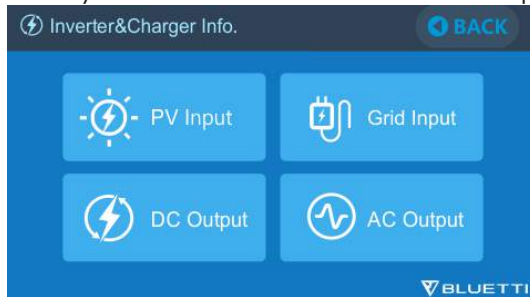 Inverter&Charger Info.
BACK
PV Input
Grid Input
DC Output
AC Output
BLUETTI